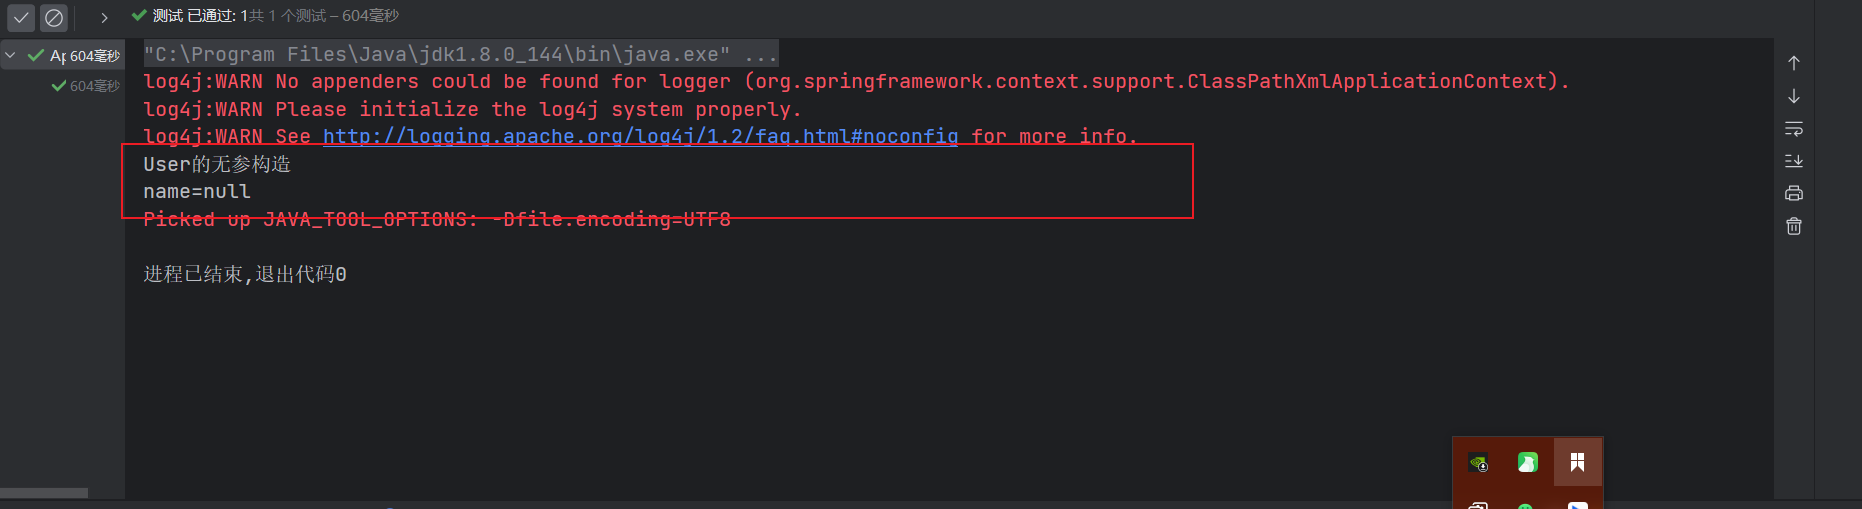 测试 已通过: 1共 1 个测试 – 604毫秒
"C:\Program Files\Java\jdk1.8.0_144\bin\java.exe" ...
Ap 604毫秒
log4j:WARN No appenders could be found for logger (org.springframework.context.support.ClassPathXmlApplicationContext).
604毫秒
log4j:WARN Please initialize the log4j system properly.
log4j:WARN See http://logging.apache.org/log4j/1.2/faq.html#noconfig for more info.
User的无参构造
name=null
Picked up JAVA_TOOL_OPTIONS: -Dfile.encoding=UTF8
进程已结束,退出代码0